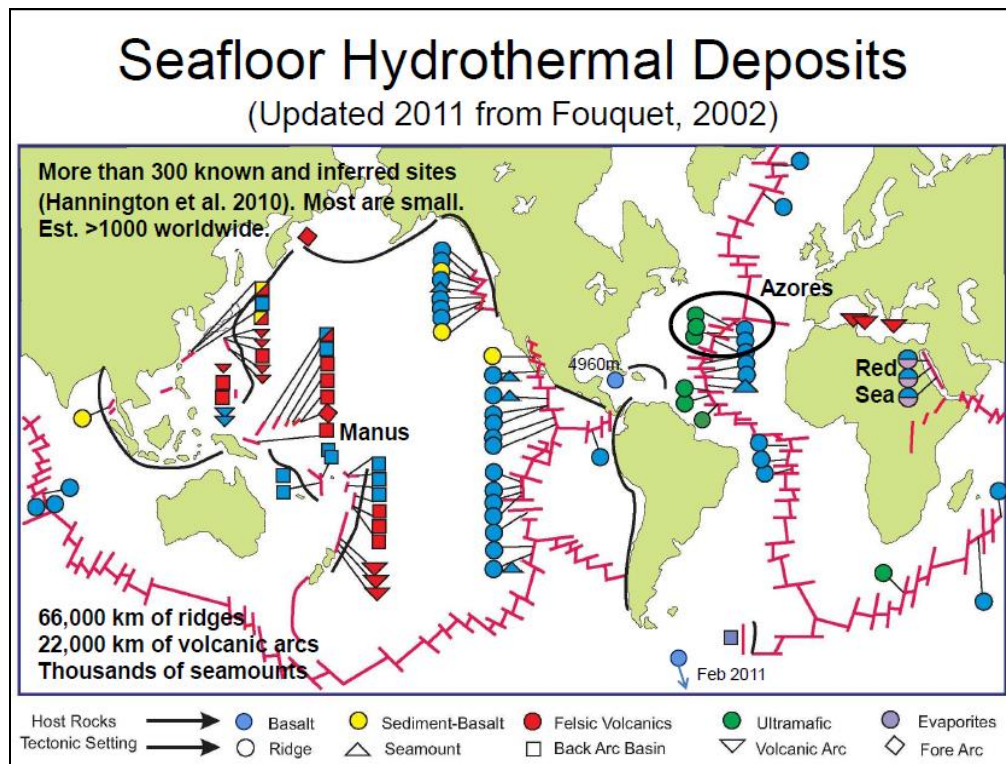 Seafloor Hydrothermal Deposits
(Updated 2011 from Fouquet, 2002)
More than 300 known and inferred sites
(Hannington et al. 2010). Most are small.
Est. >1000 worldwide.
Azores
4960m
Red
Sea
Manus
66,000 km of ridges
22,000 km of volcanic arcs
Thousands of seamounts
Feb 2011
Host Rocks Basalt Sediment-Basalt Felsic Volcanics Ultramafic Evaporites
Tectonic Setting Ridge Seamount Back Arc Basin Volcanic Arc Fore Arc